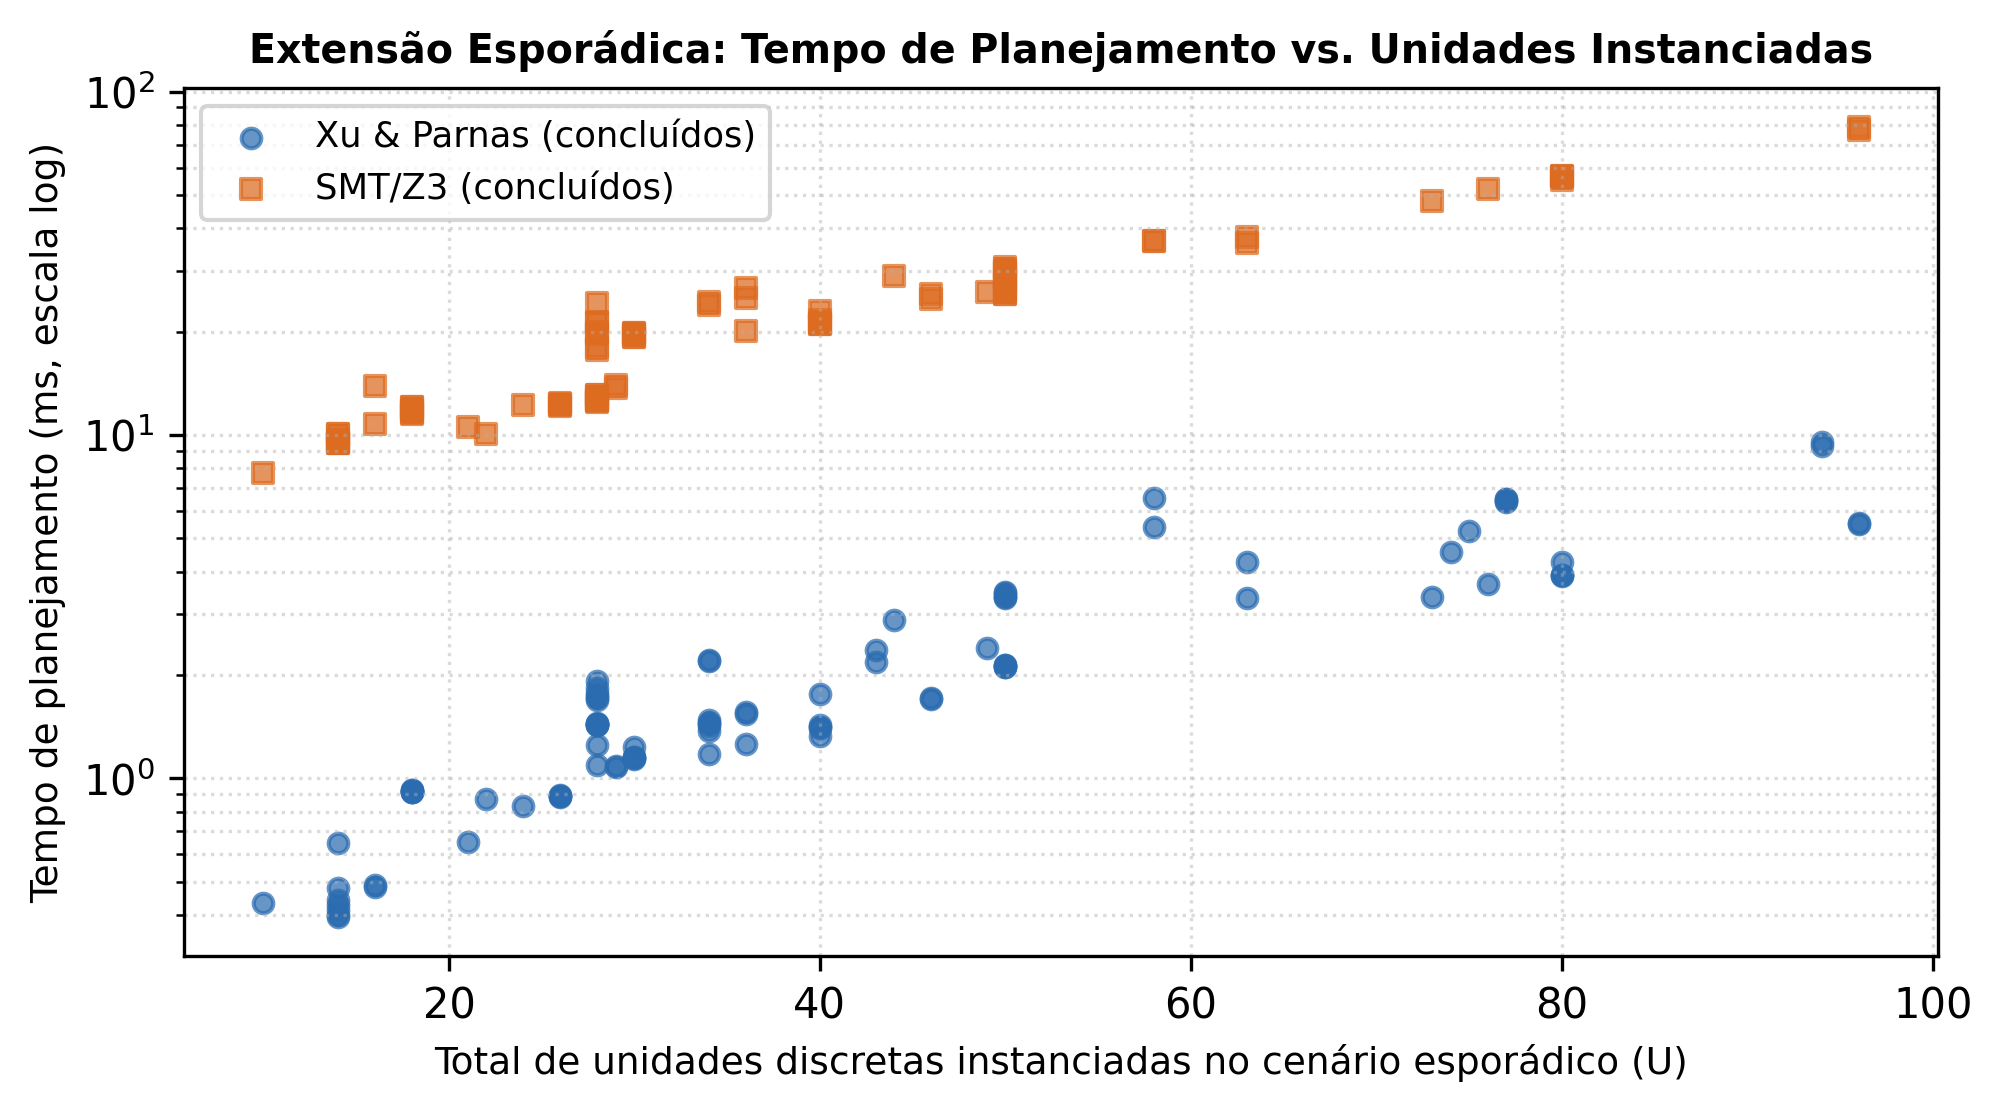 Extensão Esporádica: Tempo de Planejamento vs. Unidades Instanciadas
Tempo de planejamento (ms, escala log)
10²
10¹
10⁰
Xu & Parnas (concluídos)
SMT/Z3 (concluídos)
20 40 60 80 100
Total de unidades discretas instanciadas no cenário esporádico (U)